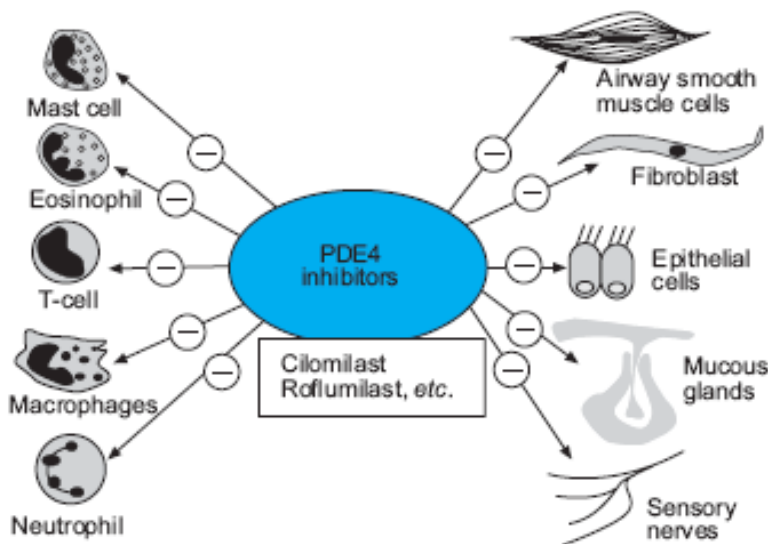 Mast cell
Eosinophil
T-cell
Macrophages
Neutrophil
PDE4
inhibitors
Cilomilast
Roflumilast, etc.
Airway smooth
muscle cells
Fibroblast
Epithelial
cells
Mucous
glands
Sensory
nerves